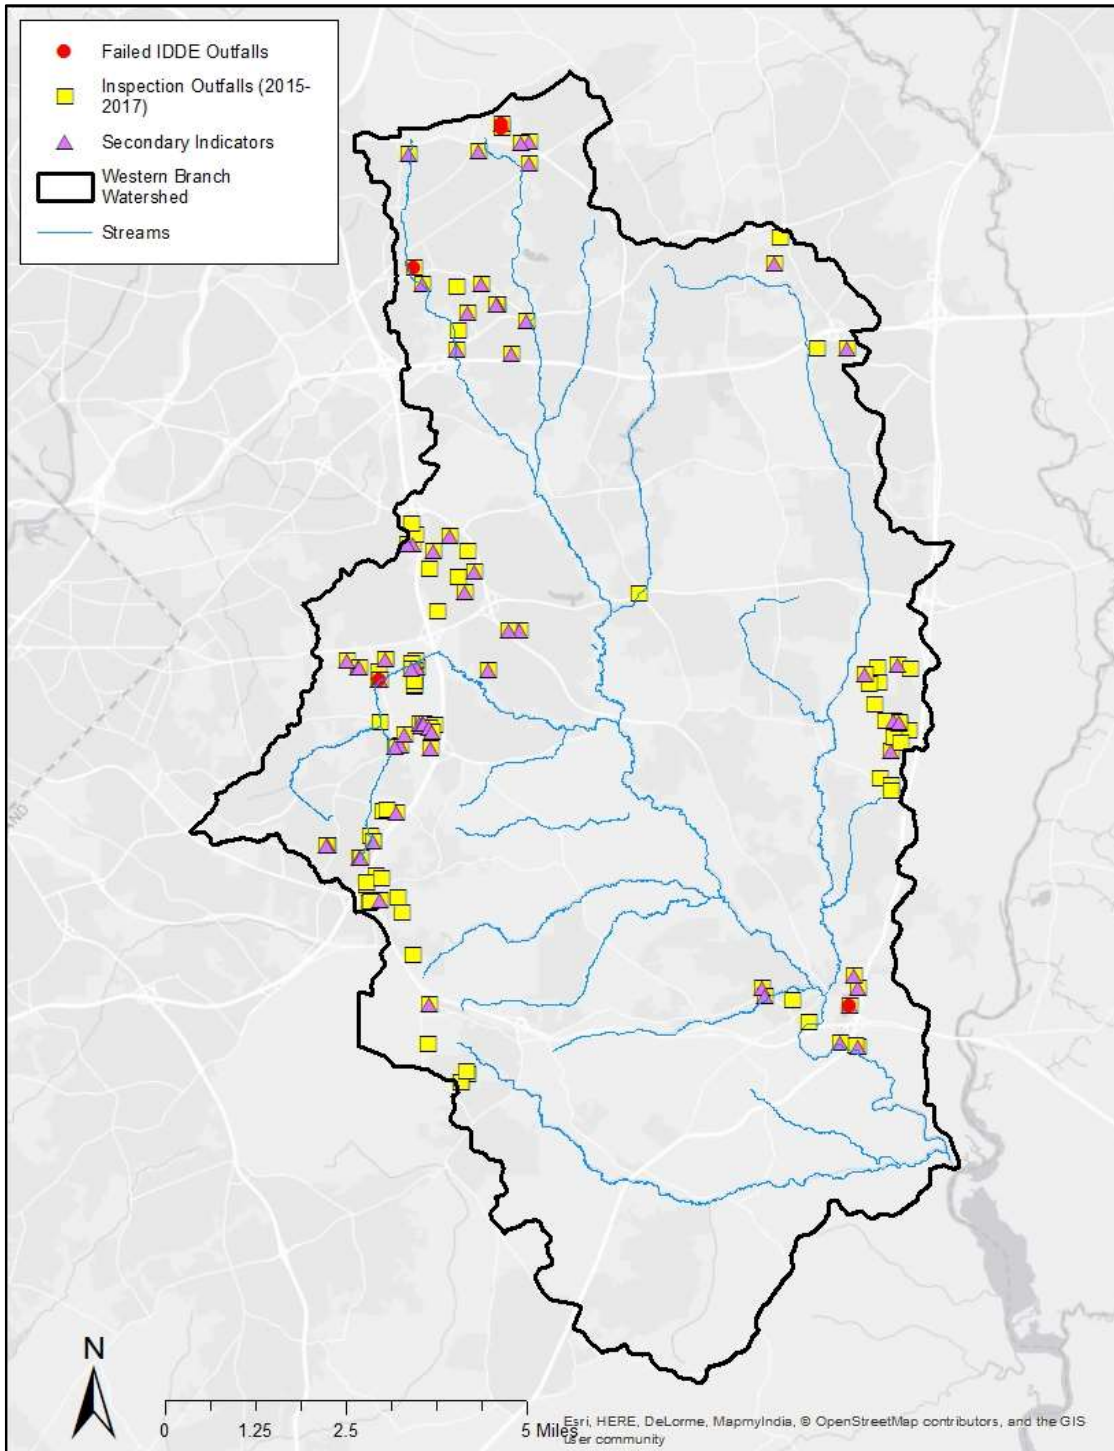 Failed IDDE Outfalls
Inspection Outfalls (2015-
2017)
Secondary Indicators
Western Branch
Watershed
Streams
AND
N
0 1.25 2.5 5 Miles
Esri, HERE, DeLorme, MapmyIndia, © OpenStreetMap contributors, and the GIS
user community